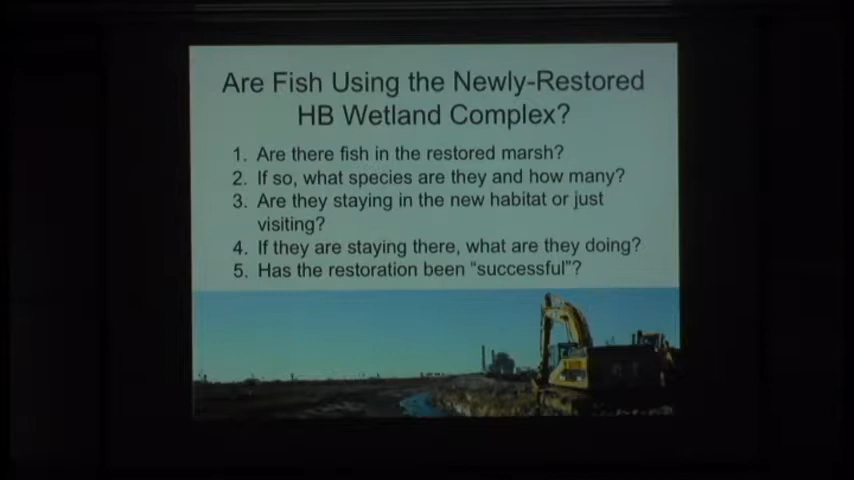 Are Fish Using the Newly-Restored
HB Wetland Complex?
1. Are there fish in the restored marsh?
2. If so, what species are they and how many?
3. Are they staying in the new habitat or just
visiting?
4. If they are staying there, what are they doing?
5. Has the restoration been “successful”?